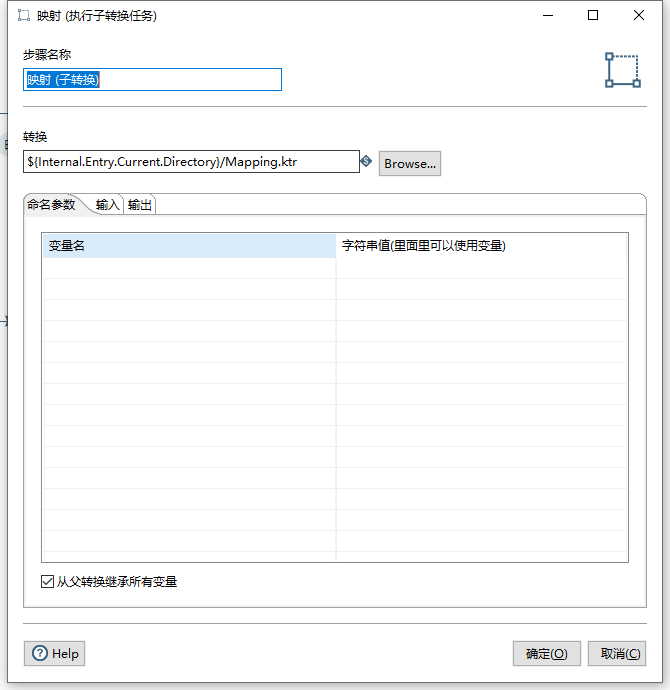 映射 (执行子转换任务)
步骤名称
映射 (子转换)
转换
${Internal.Entry.Current.Directory}/Mapping.ktr
Browse...
命名参数 输入 输出
变量名 字符串值(里面里可以使用变量)
从父转换继承所有变量
Help 确定(O) 取消(C)